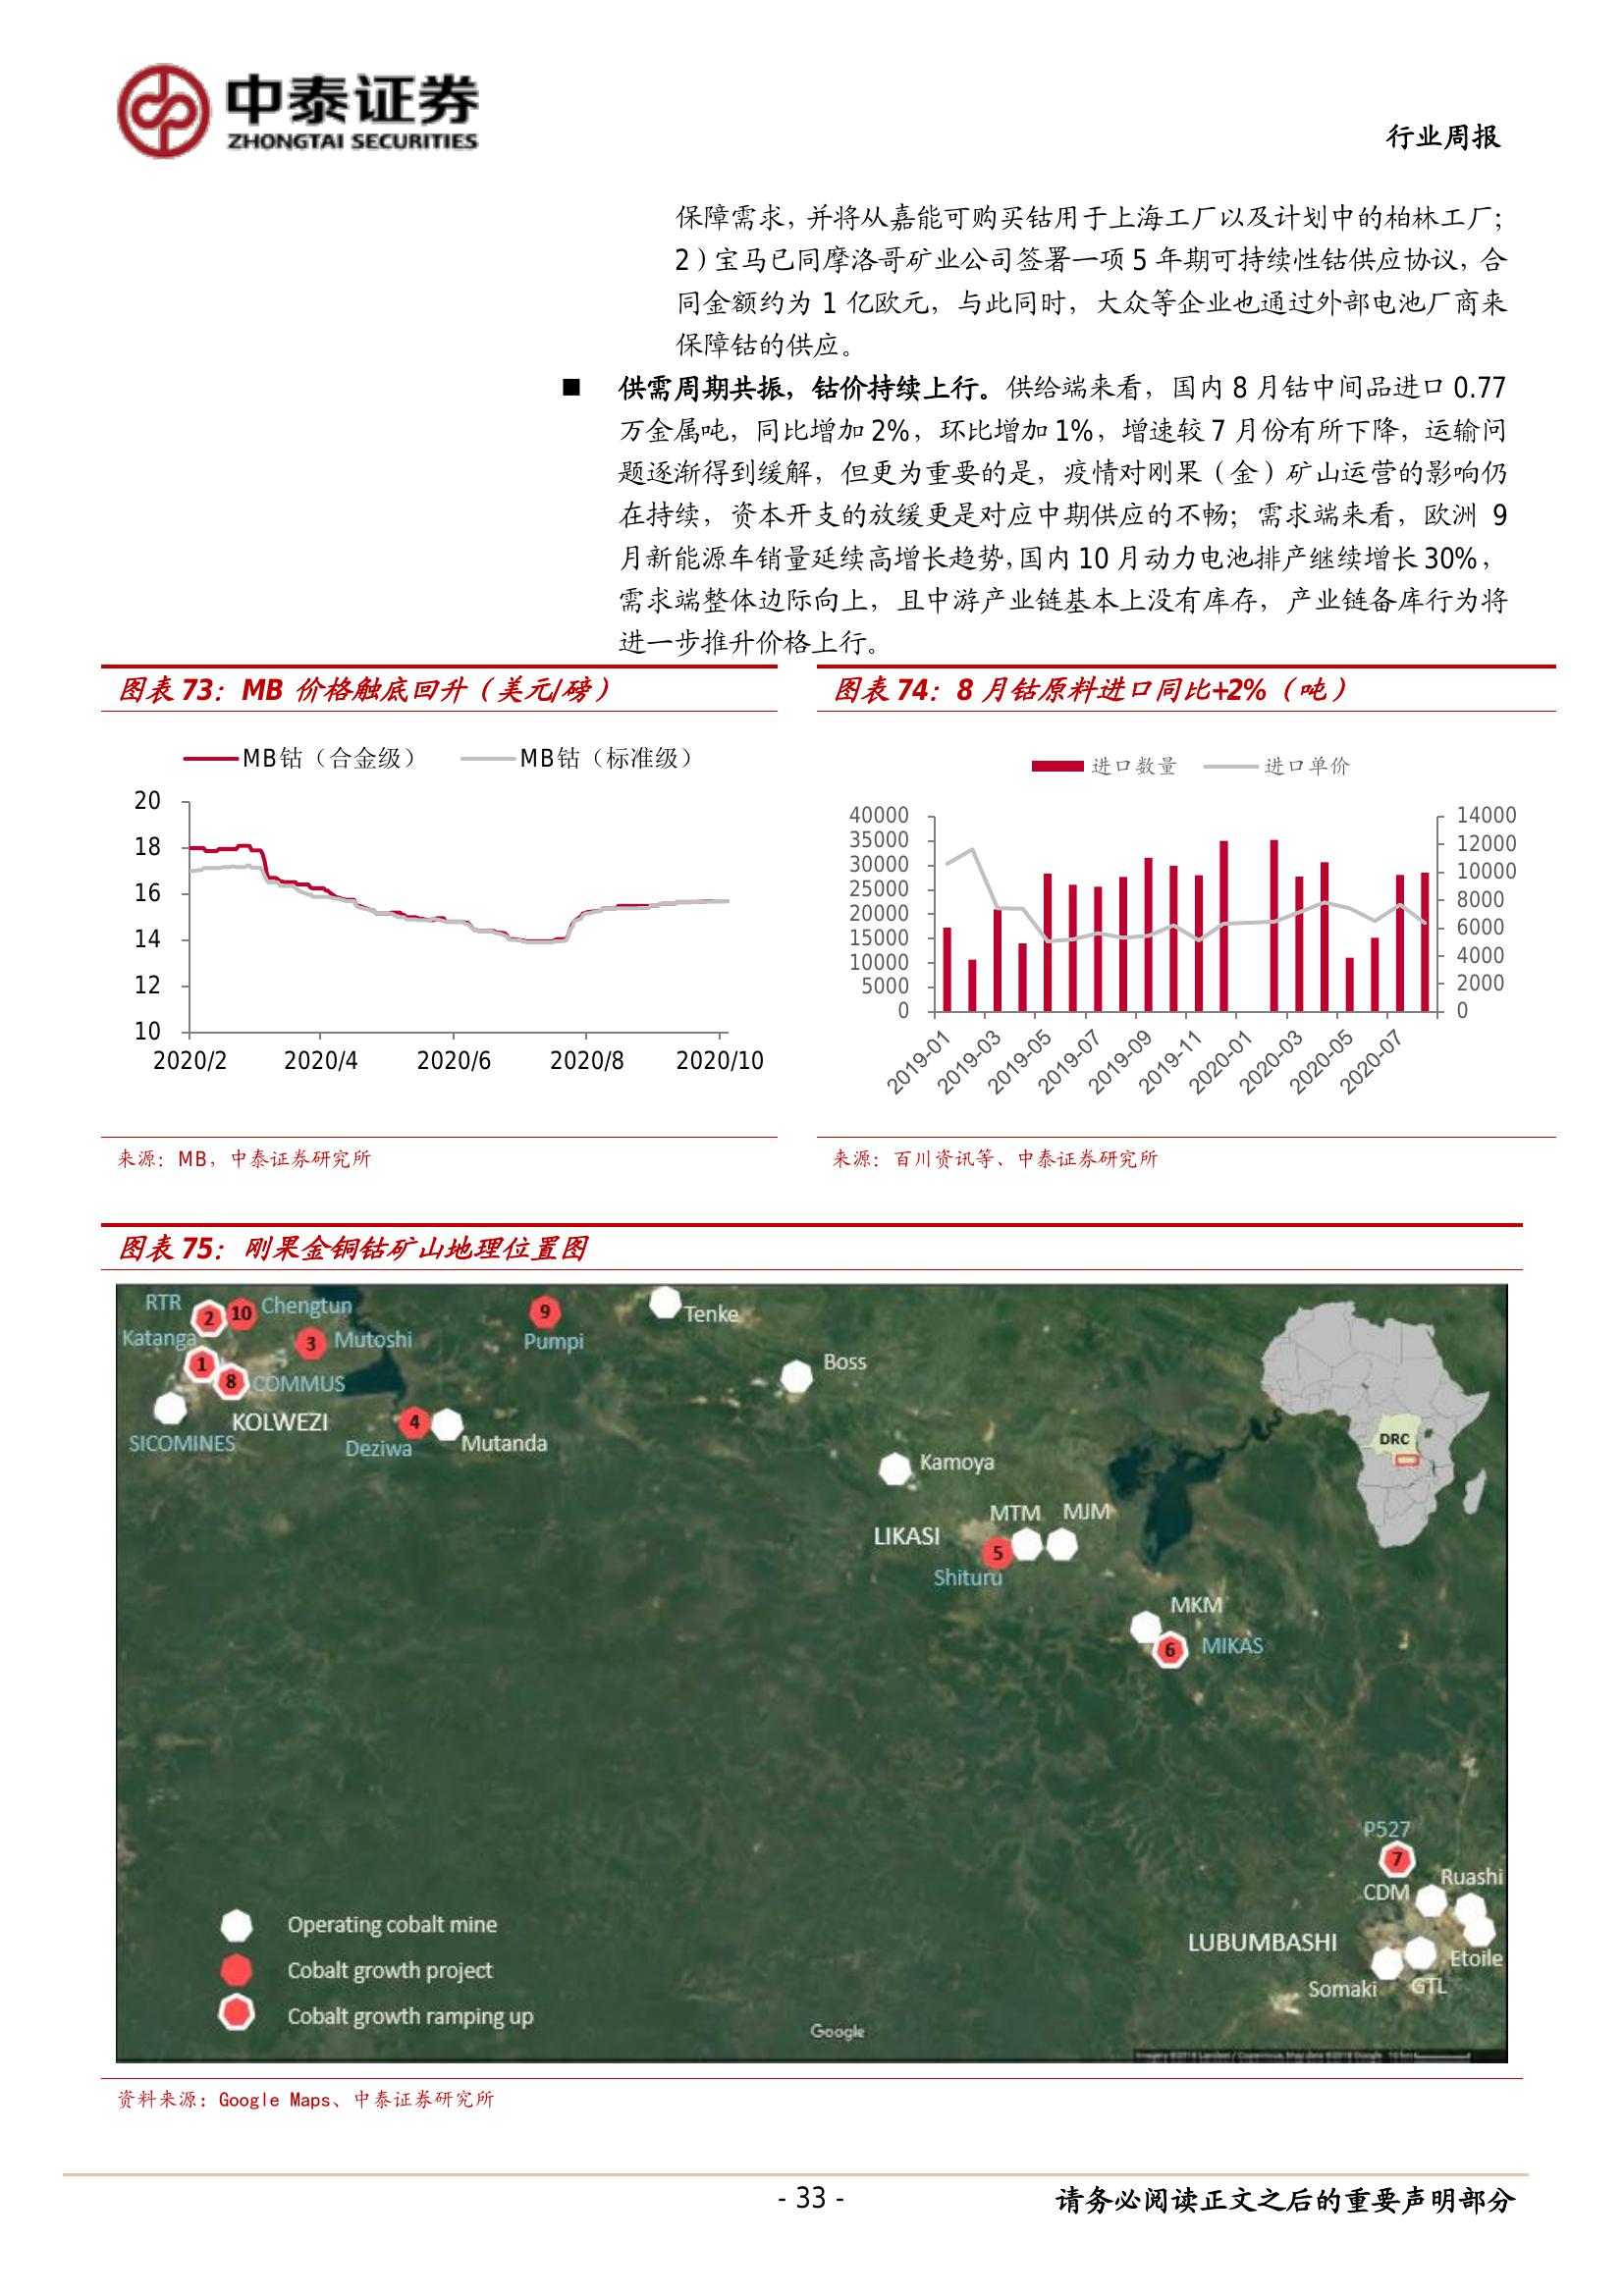 中泰证券
ZHONGTAI SECURITIES
行业周报
保障需求，并将从嘉能可购买钴用于上海工厂以及计划中的柏林工厂；
2）宝马已同摩洛哥矿业公司签署一项 5 年期可持续性钴供应协议，合
同金额约为 1 亿欧元，与此同时，大众等企业也通过外部电池厂商来
保障钴的供应。
■ 供需周期共振，钴价持续上行。供给端来看，国内 8 月钴中间品进口 0.77
万金属吨，同比增加 2%，环比增加 1%，增速较 7 月份有所下降，运输问
题逐渐得到缓解，但更为重要的是，疫情对刚果（金）矿山运营的影响仍
在持续，资本开支的放缓更是对应中期供应的不畅；需求端来看，欧洲 9
月新能源车销量延续高增长趋势，国内 10 月动力电池排产继续增长 30%，
需求端整体边际向上，且中游产业链基本上没有库存，产业链备库行为将
进一步推升价格上行。
图表 73：MB 价格触底回升（美元/磅）
MB钴（合金级） MB钴（标准级）
20
18
16
14
12
10
2020/2 2020/4 2020/6 2020/8 2020/10
来源：MB，中泰证券研究所
图表 74：8 月钴原料进口同比+2%（吨）
进口数量 进口单价
40000 14000
35000 12000
30000 10000
25000 8000
20000 6000
15000 4000
10000 2000
5000 0
0
2019-01 2019-03 2019-05 2019-07 2019-09 2019-11 2020-01 2020-03 2020-05 2020-07
来源：百川资讯等、中泰证券研究所
图表 75：刚果金铜钴矿山地理位置图
RTR 2 10 Chengtun
9 Pumpi
Tenke
Katanga 1
3 Mutoshi
8 COMMUS
Boss
KOLWEZI
SICOMINES
4 Deziwa
Mutanda
DRC
Kamoya
MTM MJM
LIKASI
5 Shituru
MKM
6 MIKAS
P527
7
Ruashi
CDM
LUBUMBASHI
Etoile
Somaki
GTL
Operating cobalt mine
Cobalt growth project
Cobalt growth ramping up
Google
资料来源：Google Maps、中泰证券研究所
- 33 -
请务必阅读正文之后的重要声明部分